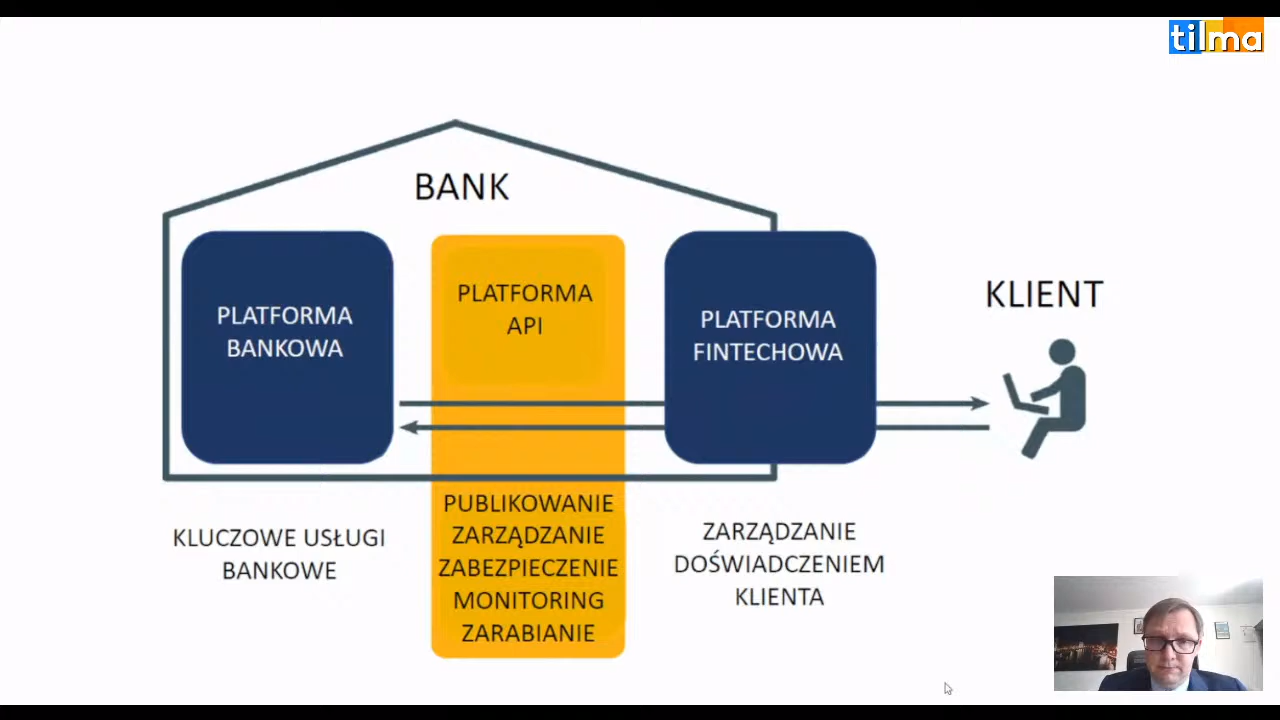 tilma
BANK
PLATFORMA
BANKOWA
PLATFORMA
API
PLATFORMA
FINTECHOWA
KLIENT
KLUCZOWE USŁUGI
BANKOWE
PUBLIKOWANIE
ZARZĄDZANIE
ZABEZPIECZENIE
MONITORING
ZARABIANIE
ZARZĄDZANIE
DOŚWIADCZENIEM
KLIENTA